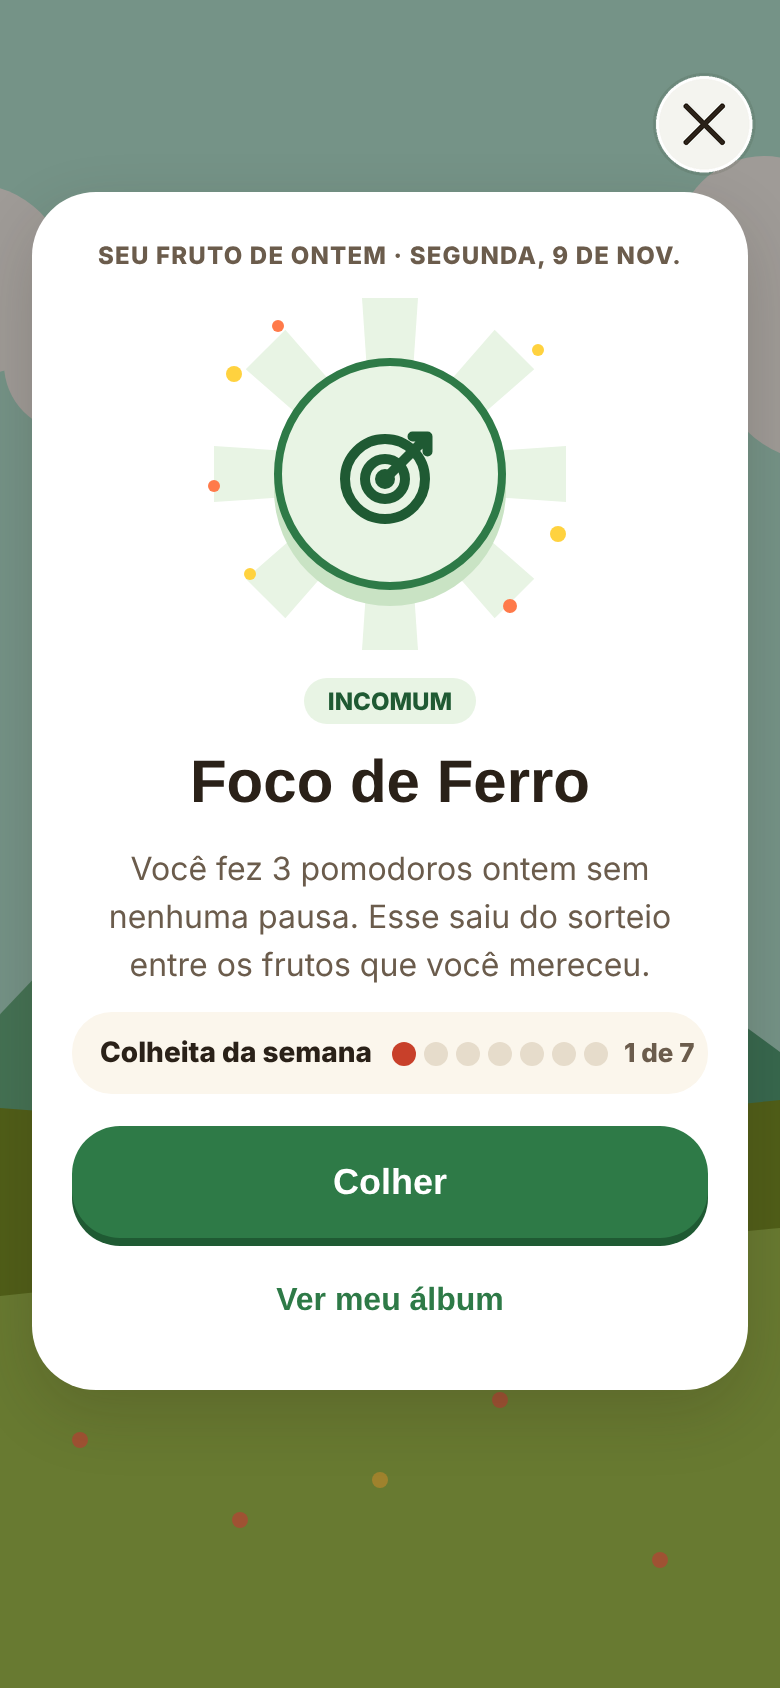 SEU FRUTO DE ONTEM · SEGUNDA, 9 DE NOV.
INCOMUM
Foco de Ferro
Você fez 3 pomodoros ontem sem
nenhuma pausa. Esse saiu do sorteio
entre os frutos que você mereceu.
Colheita da semana 1 de 7
Colher
Ver meu álbum